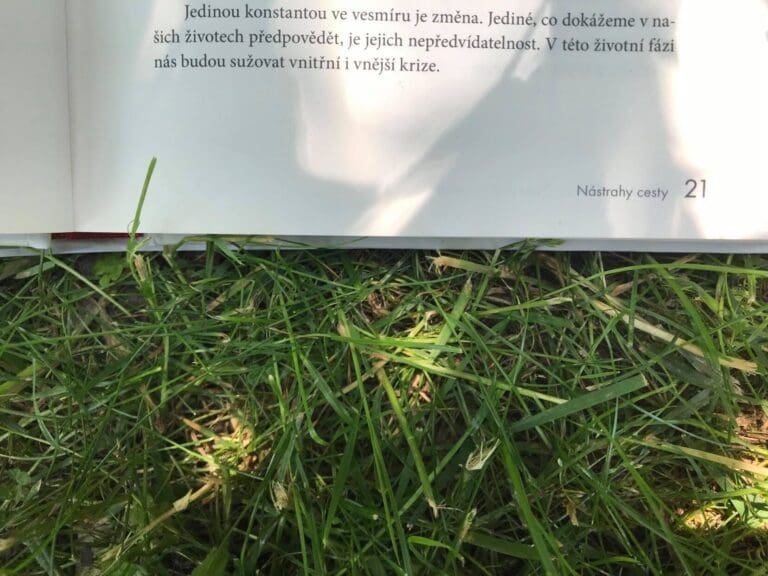 Jedinou konstantou ve vesmíru je změna. Jediné, co dokážeme v na-
šich životech předpovědět, je jejich nepředvídatelnost. V této životní fázi
nás budou sužovat vnitřní i vnější krize.
Nástrahy cesty 21